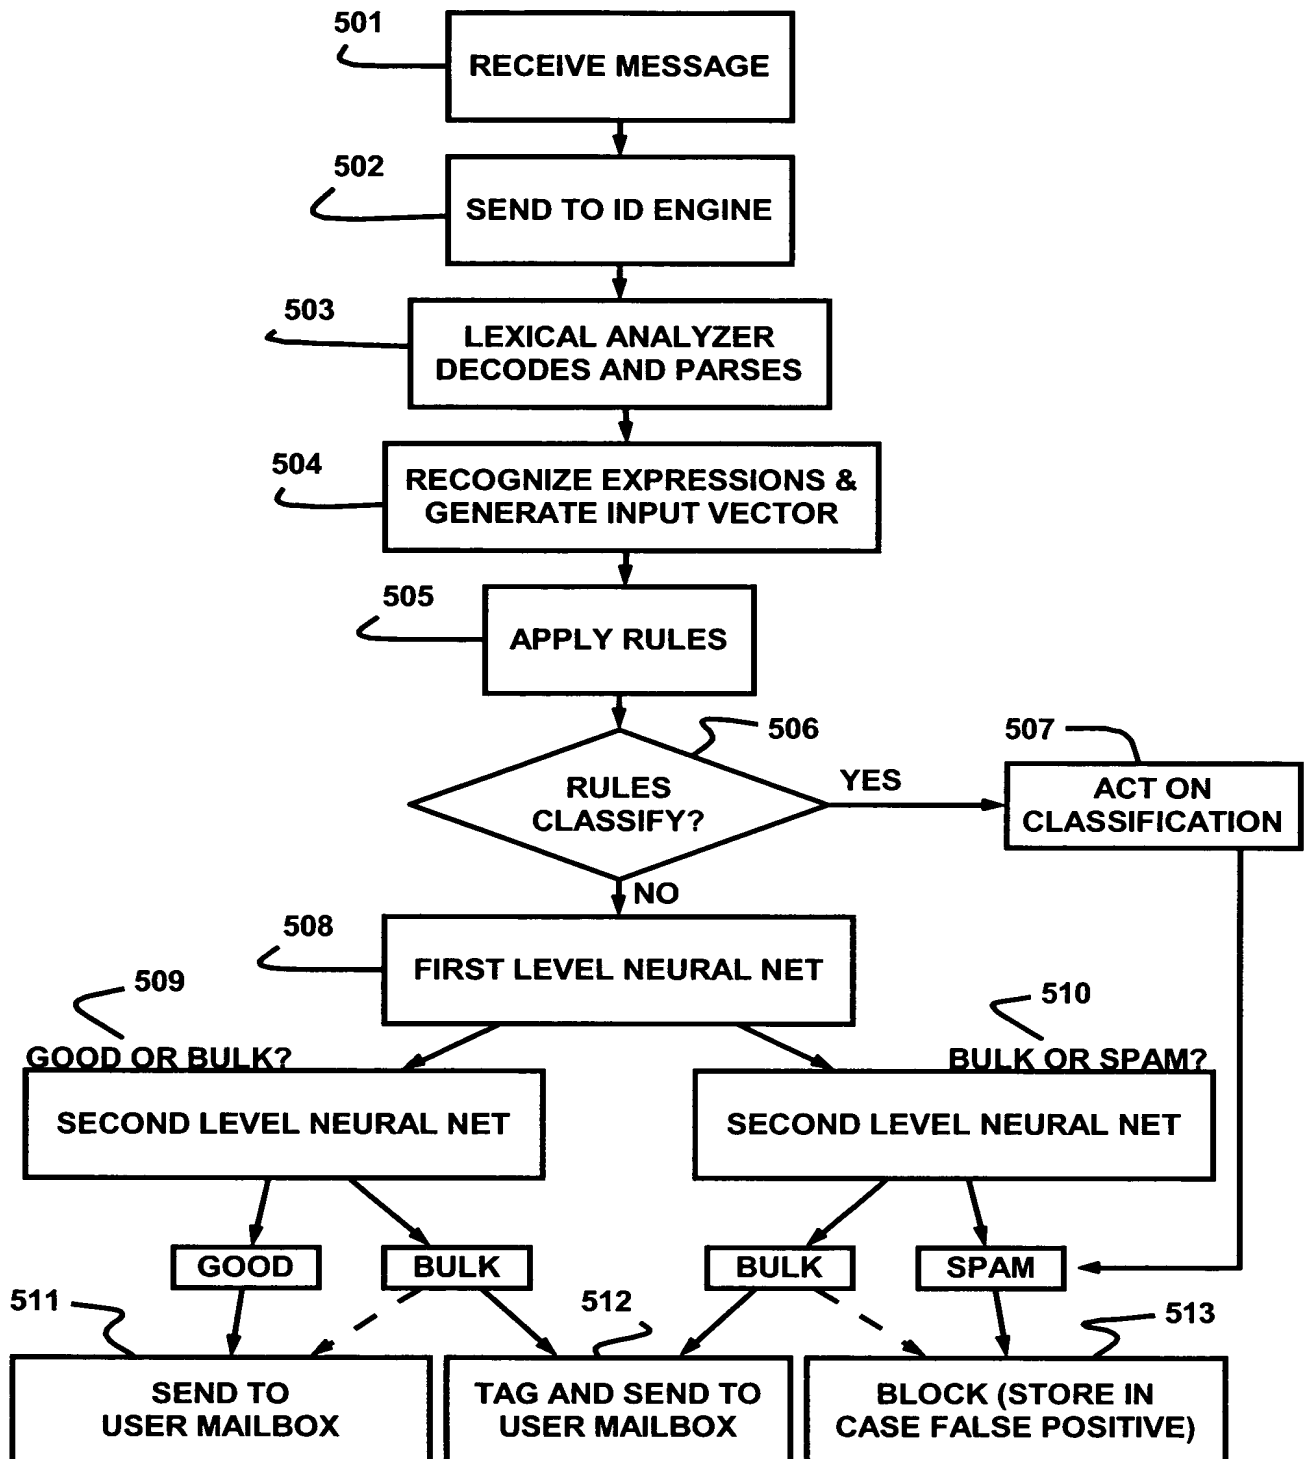 501
RECEIVE MESSAGE
502
SEND TO ID ENGINE
503
LEXICAL ANALYZER
DECODES AND PARSES
504
RECOGNIZE EXPRESSIONS &
GENERATE INPUT VECTOR
505
APPLY RULES
506
RULES
CLASSIFY?
YES
507
ACT ON
CLASSIFICATION
NO
508
FIRST LEVEL NEURAL NET
509
GOOD OR BULK?
510
BULK OR SPAM?
SECOND LEVEL NEURAL NET
SECOND LEVEL NEURAL NET
GOOD
BULK
BULK
SPAM
511
512
513
SEND TO
USER MAILBOX
TAG AND SEND TO
USER MAILBOX
BLOCK (STORE IN
CASE FALSE POSITIVE)